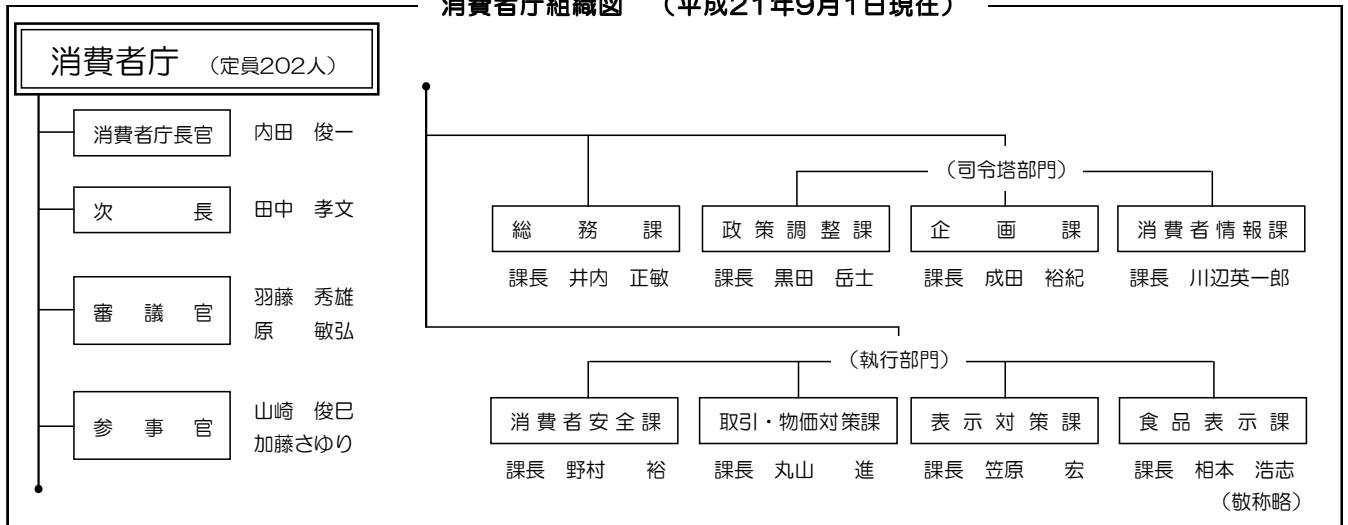 消費者庁組織図　（平成21年9月1日現在）
消費者庁　（定員202人）
消費者庁長官　内田　俊一
次　　長　田中　孝文
審　議　官　羽藤　秀雄
原　　敏弘
参　事　官　山崎　俊巳
加藤さゆり
（司令塔部門）
総　務　課　政策調整課　企　画　課　消費者情報課
課長　井内　正敏　課長　黒田　岳士　課長　成田　裕紀　課長　川辺英一郎
（執行部門）
消費者安全課　取引・物価対策課　表示対策課　食品表示課
課長　野村　　裕　課長　丸山　　進　課長　笠原　　宏　課長　相本　浩志
（敬称略）